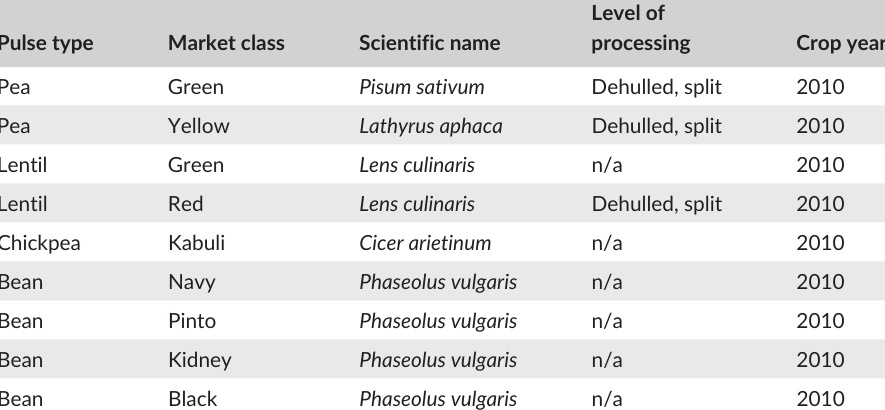 Level of
Pulse type Market class Scientific name processing Crop year
Pea Green Pisum sativum Dehulled, split 2010
Pea Yellow Lathyrus aphaca Dehulled, split 2010
Lentil Green Lens culinaris n/a 2010
Lentil Red Lens culinaris Dehulled, split 2010
Chickpea Kabuli Cicer arietinum n/a 2010
Bean Navy Phaseolus vulgaris n/a 2010
Bean Pinto Phaseolus vulgaris n/a 2010
Bean Kidney Phaseolus vulgaris n/a 2010
Bean Black Phaseolus vulgaris n/a 2010